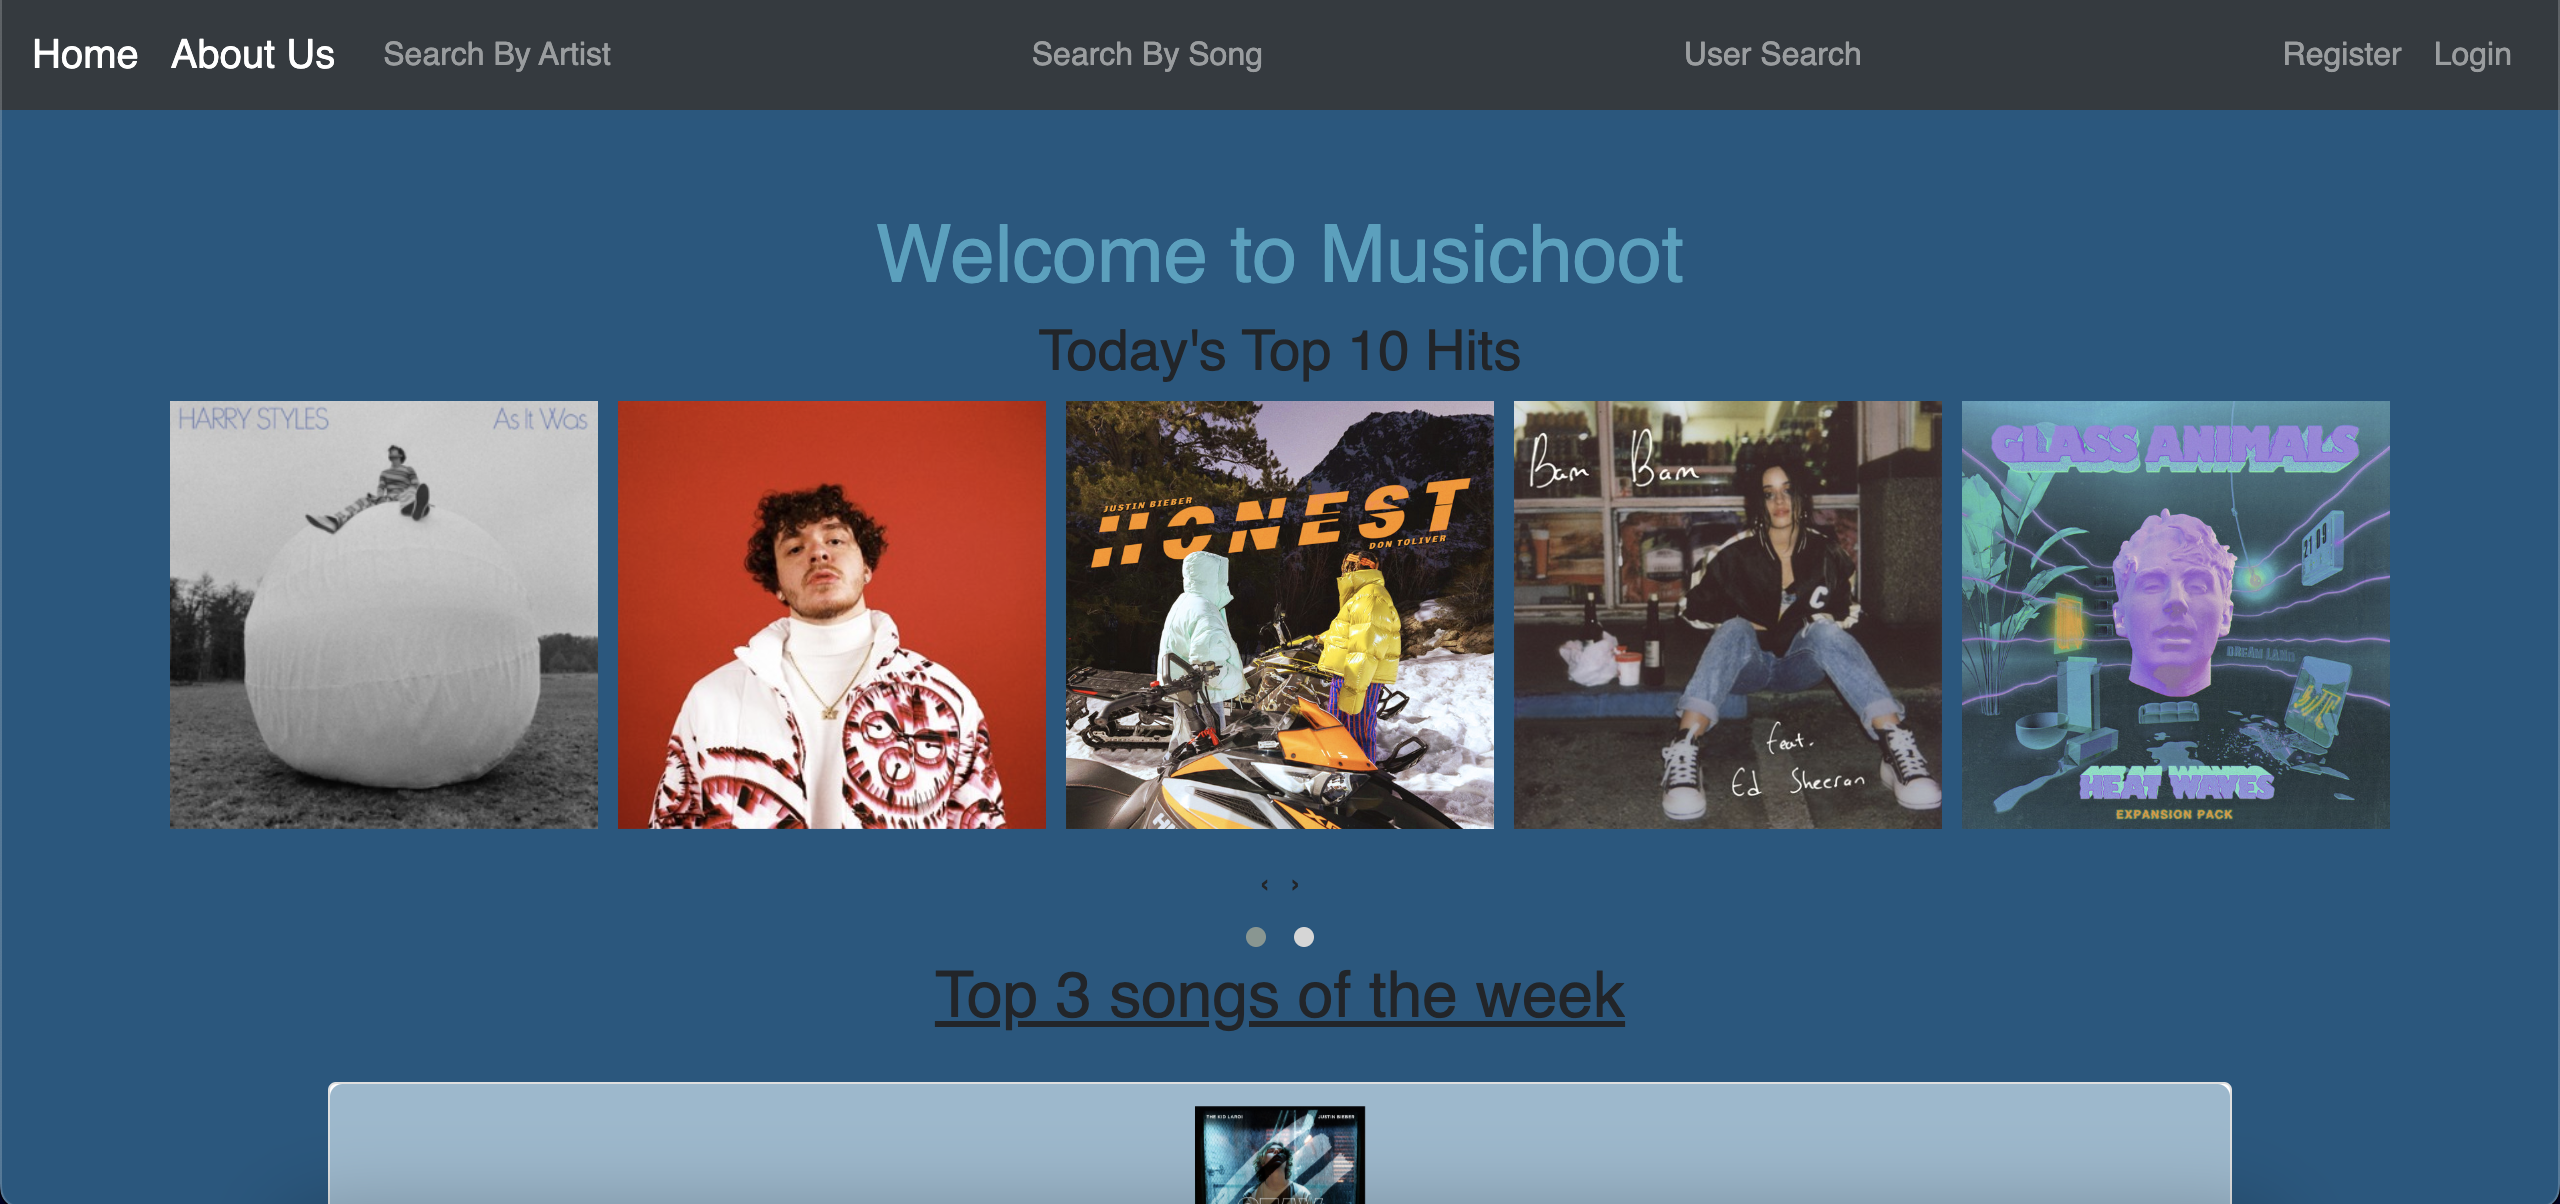 Home About Us Search By Artist Search By Song User Search Register Login
Welcome to Musichoot
Today's Top 10 Hits
HARRY STYLES As It Was
JUSTIN BIEBER
HONEST
DON TOLIVER
Bam Bam
feat.
Ed Sheeran
GLASS ANIMALS
DREAM LAND
HEAT WAVES
EXPANSION PACK
‹ ›
Top 3 songs of the week
THE KID LAROI JUSTIN BIEBER